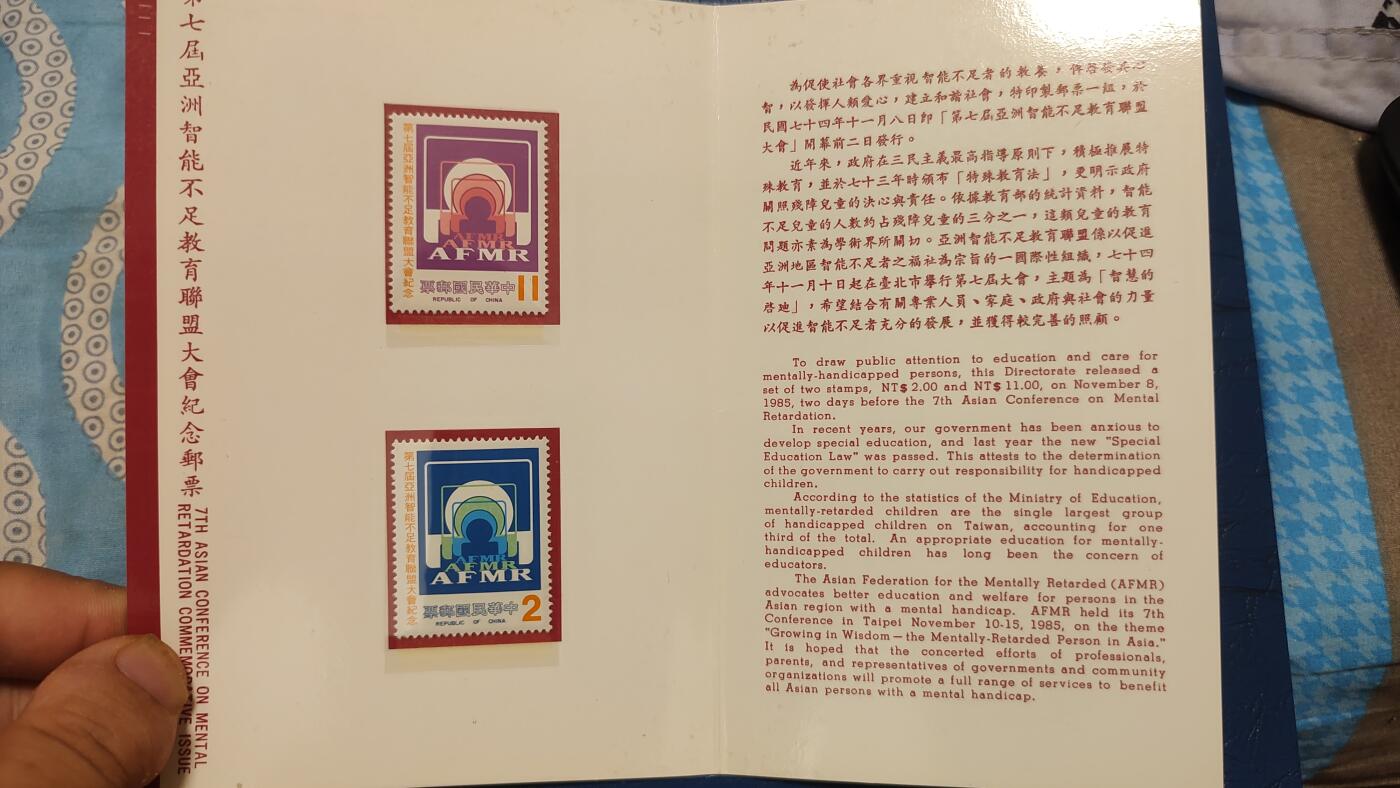 第七屆亞洲智能不足教育聯盟大會紀念郵票
7TH ASIAN CONFERENCE ON MENTAL
RETARDATION COMMEMORATIVE ISSUE
第七屆亞洲智能不足教育聯盟大會紀念
AFMR
AFMR
票郵國民華中
REPUBLIC OF CHINA
11
第七屆亞洲智能不足教育聯盟大會紀念
AFMR
AFMR
票郵國民華中
REPUBLIC OF CHINA
2
為促使社會各界重視智能不足者的教養,俾啓發其心
智,以發揮人類愛心,建立和諧社會,特印製郵票一組,於
民國七十四年十一月八日即「第七屆亞洲智能不足教育聯盟
大會」開幕前二日發行。
近年來,政府在三民主義最高指導原則下,積極推展特
殊教育,並於七十三年時頒布「特殊教育法」,更明示政府
關照殘障兒童的決心與責任。依據教育部的統計資料,智能
不足兒童的人數約占殘障兒童的三分之一,這類兒童的教育
問題亦素為學術界所關切。亞洲智能不足教育聯盟係以促進
亞洲地區智能不足者之福祉為宗旨的一國際性組織,七十四
年十一月十日起在臺北市舉行第七屆大會,主題為「智慧的
啓迪」,希望結合有關專業人員、家庭、政府與社會的力量
以促進智能不足者充分的發展,並獲得較完善的照顧。
To draw public attention to education and care for
mentally-handicapped persons, this Directorate released a
set of two stamps, NT$ 2.00 and NT$ 11.00, on November 8,
1985, two days before the 7th Asian Conference on Mental
Retardation.
In recent years, our government has been anxious to
develop special education, and last year the new "Special
Education Law" was passed. This attests to the determination
of the government to carry out responsibility for handicapped
children.
According to the statistics of the Ministry of Education,
mentally-retarded children are the single largest group
of handicapped children on Taiwan, accounting for one
third of the total. An appropriate education for mentally-
handicapped children has long been the concern of
educators.
The Asian Federation for the Mentally Retarded (AFMR)
advocates better education and welfare for persons in the
Asian region with a mental handicap. AFMR held its 7th
Conference in Taipei November 10-15, 1985, on the theme
"Growing in Wisdom—the Mentally-Retarded Person in Asia."
It is hoped that the concerted efforts of professionals,
parents, and representatives of governments and community
organizations will promote a full range of services to benefit
all Asian persons with a mental handicap.